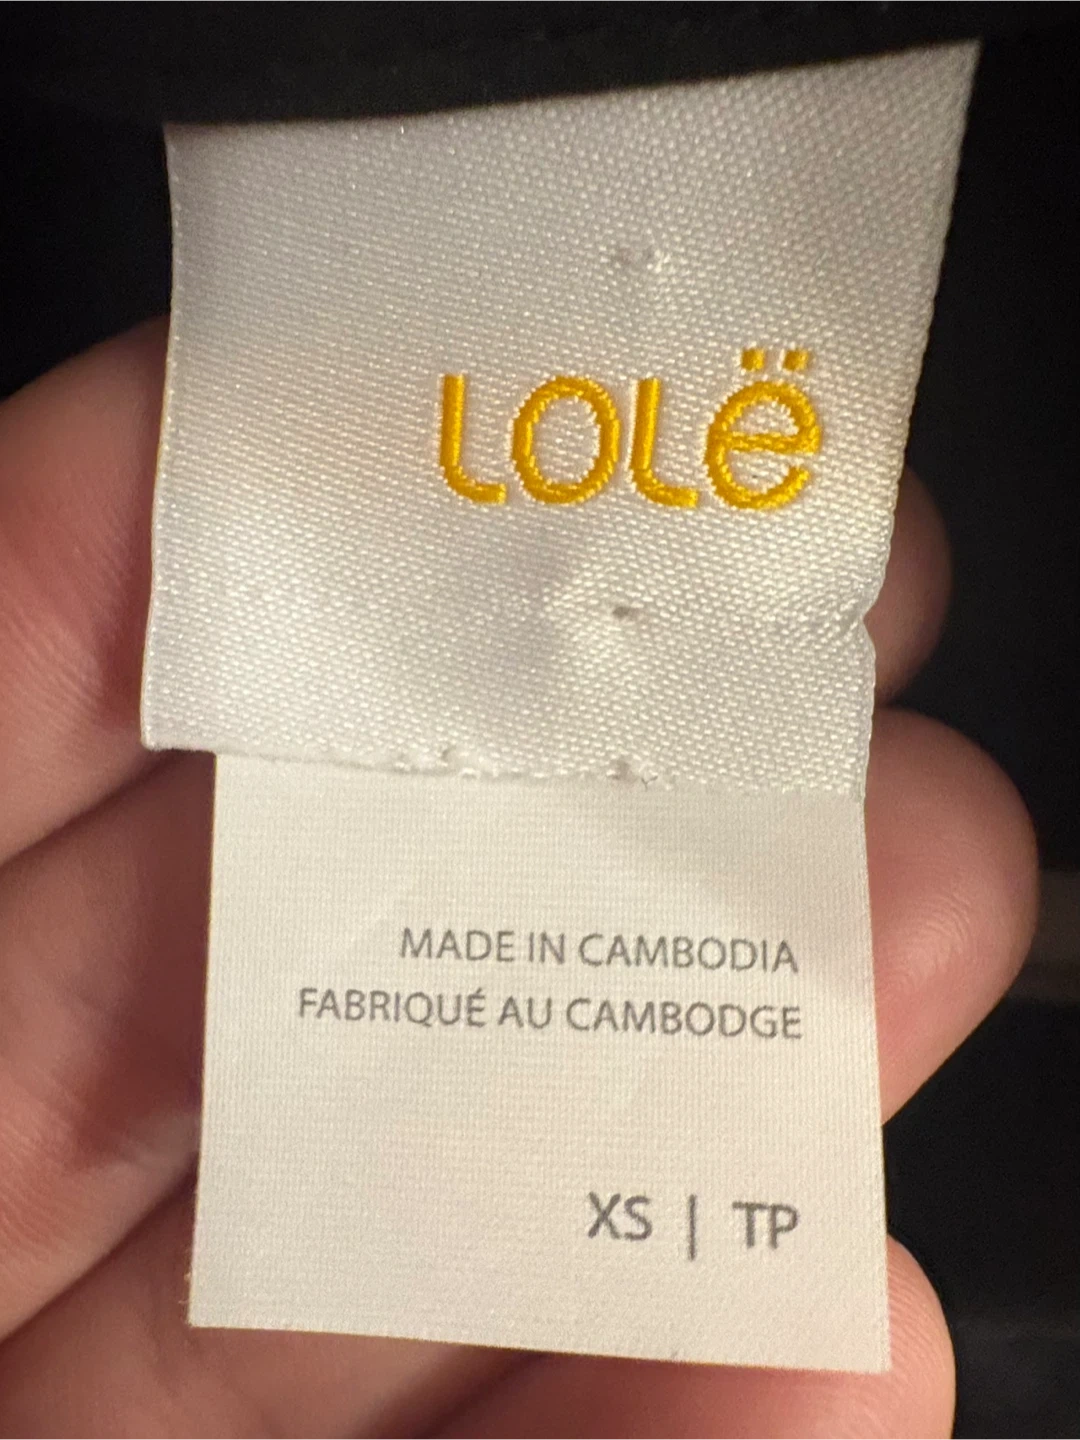 Lolë
MADE IN CAMBODIA
FABRIQUÉ AU CAMBODGE
XS | TP